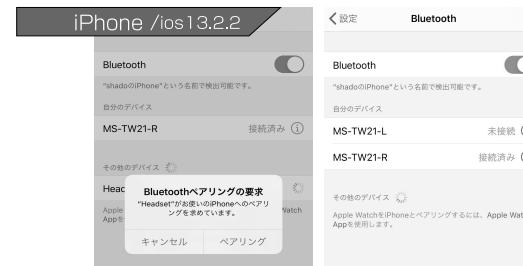 iPhone /ios13.2.2
Bluetooth
"shadoのiPhone"という名前で検出可能です。
自分のデバイス
MS-TW21-R 接続済み
その他のデバイス
Head
Apple
Appを
Watch
Bluetoothペアリングの要求
"Headset"がお使いのiPhoneへのペアリ
ングを求めています。
キャンセル ペアリング
設定 Bluetooth
Bluetooth
"shadoのiPhone"という名前で検出可能です。
自分のデバイス
MS-TW21-L 未接続
MS-TW21-R 接続済み
その他のデバイス
Apple WatchをiPhoneとペアリングするには、Apple Wat
Appを使用します。